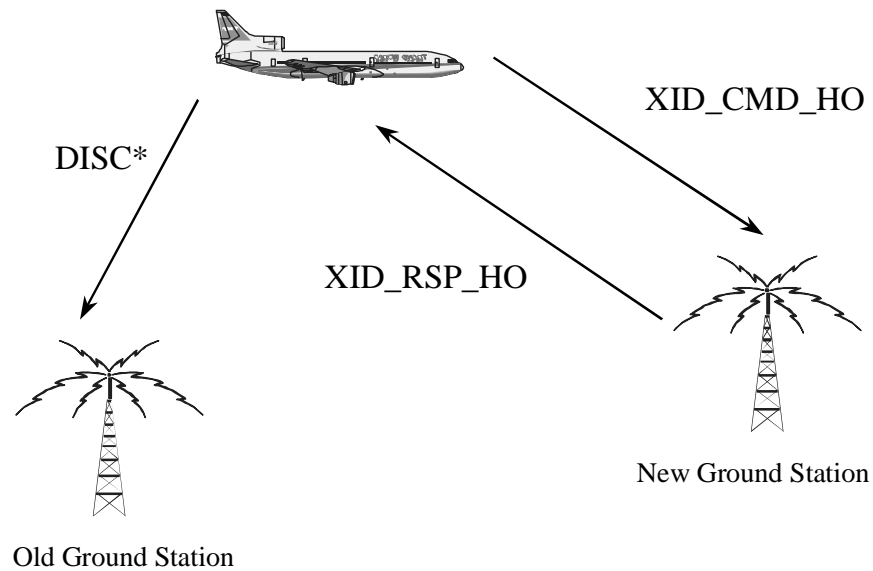 XID_CMD_HO
DISC*
XID_RSP_HO
New Ground Station
Old Ground Station